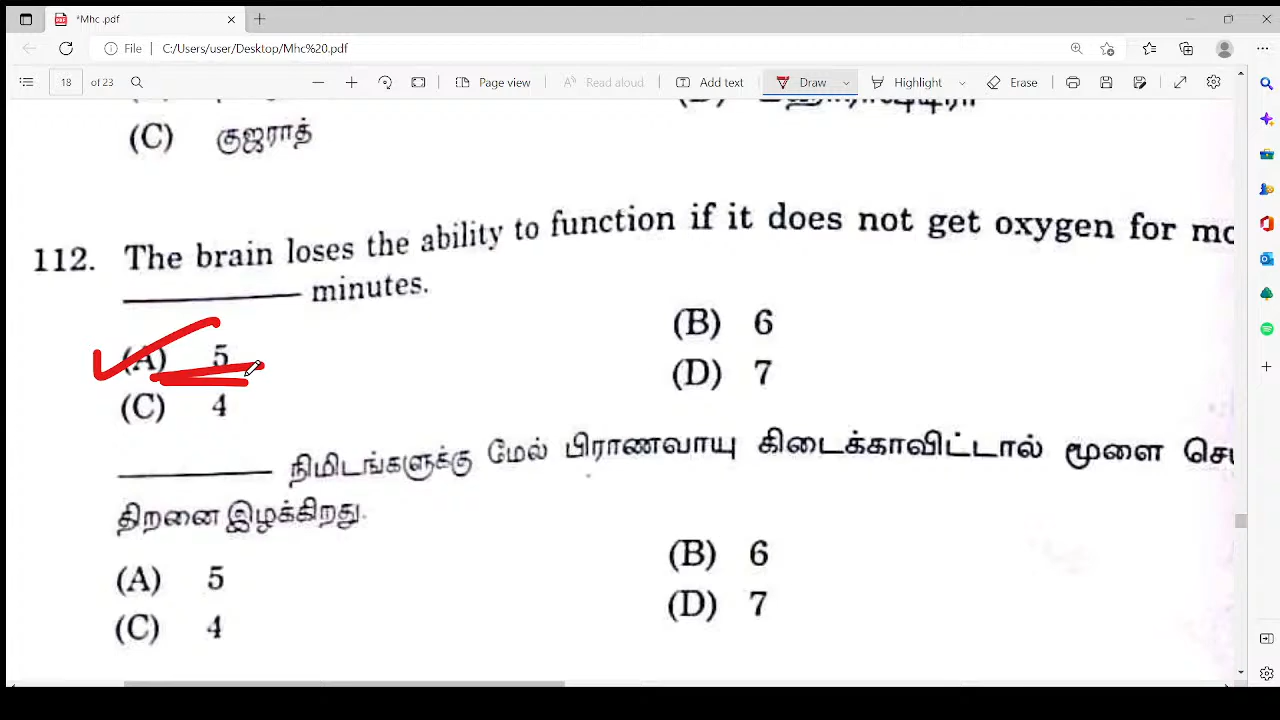 *Mhc .pdf
File | C:/Users/user/Desktop/Mhc%20.pdf
18 of 23 Page view Read aloud Add text Draw Highlight Erase
(C) குஜராத்
112. The brain loses the ability to function if it does not get oxygen for
minutes.
(A) 5 (B) 6
(C) 4 (D) 7
நிமிடங்களுக்கு மேல் பிராணவாயு கிடைக்காவிட்டால் மூளை
திறனை இழக்கிறது.
(A) 5 (B) 6
(C) 4 (D) 7